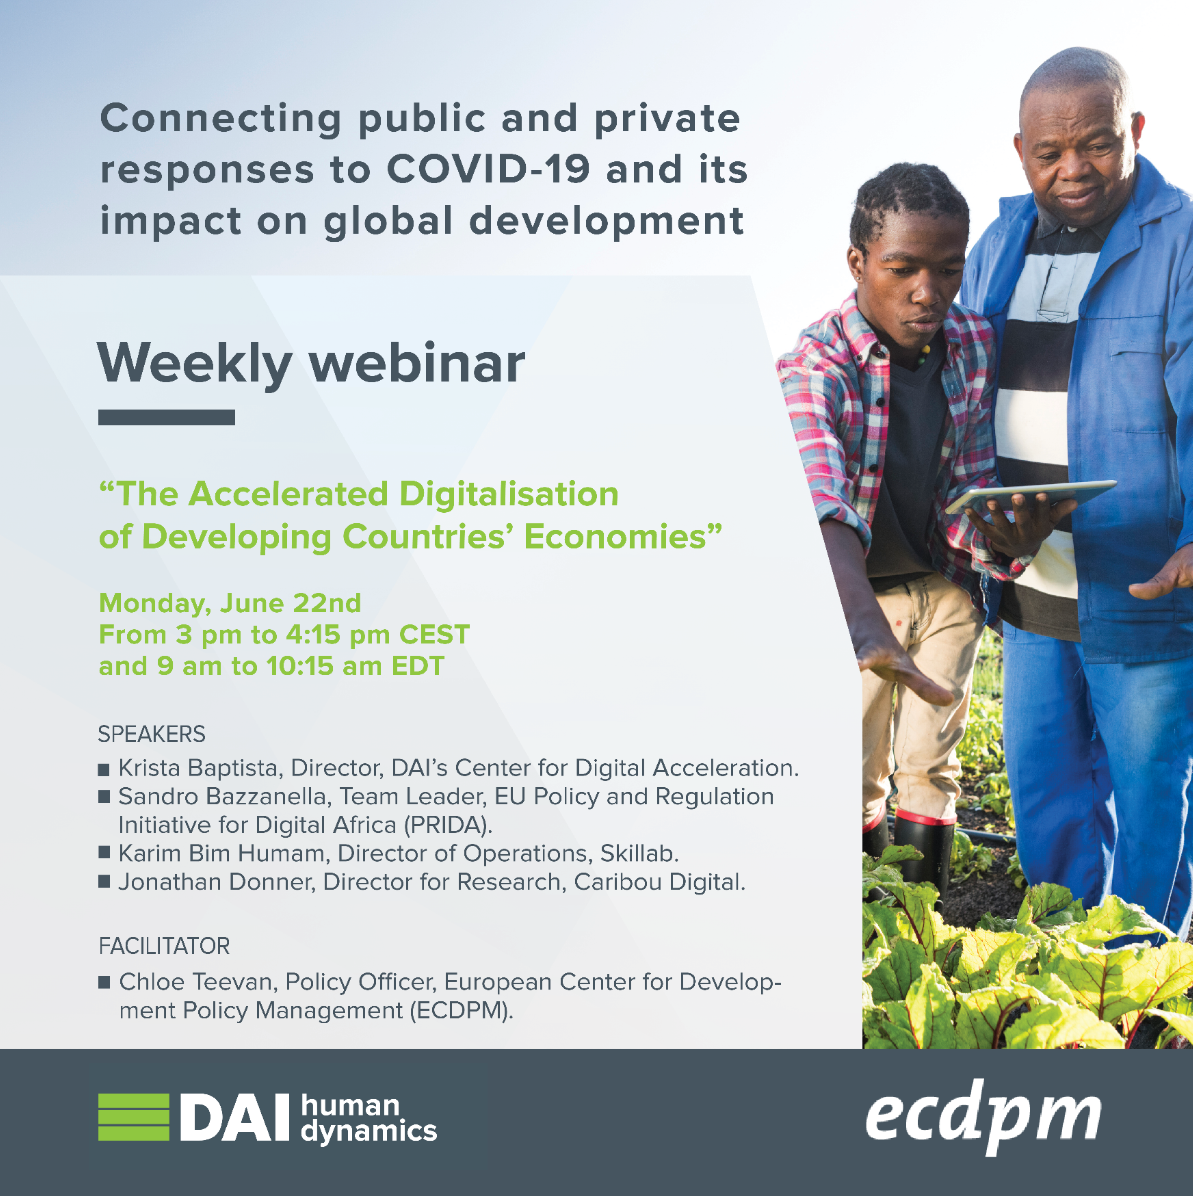 Connecting public and private
responses to COVID-19 and its
impact on global development
Weekly webinar
“The Accelerated Digitalisation
of Developing Countries’ Economies”
Monday, June 22nd
From 3 pm to 4:15 pm CEST
and 9 am to 10:15 am EDT
SPEAKERS
■ Krista Baptista, Director, DAI’s Center for Digital Acceleration.
■ Sandro Bazzanella, Team Leader, EU Policy and Regulation
Initiative for Digital Africa (PRIDA).
■ Karim Bim Humam, Director of Operations, Skillab.
■ Jonathan Donner, Director for Research, Caribou Digital.
FACILITATOR
■ Chloe Teevan, Policy Officer, European Center for Develop-
ment Policy Management (ECDPM).
DAI human
dynamics
ecdpm